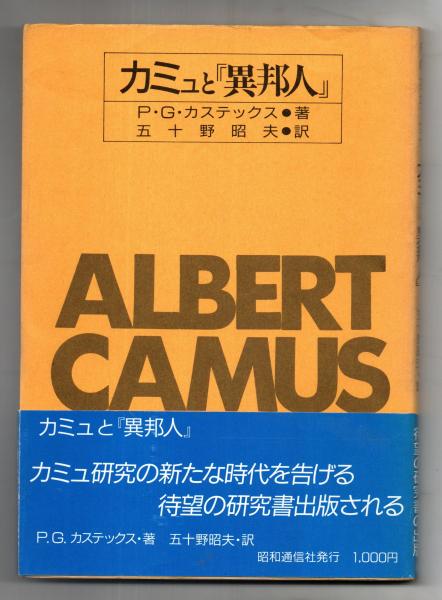 カミュと『異邦人』
P・G・カステックス●著
五十野昭夫●訳
ALBERT
CAMUS
カミュと『異邦人』
カミュ研究の新たな時代を告げる
待望の研究書出版される
P.G. カステックス・著 五十野昭夫・訳
昭和通信社発行 1,000円